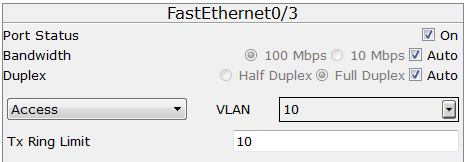 FastEthernet0/3
Port Status On
Bandwidth 100 Mbps 10 Mbps Auto
Duplex Half Duplex Full Duplex Auto
Access VLAN 10
Tx Ring Limit 10